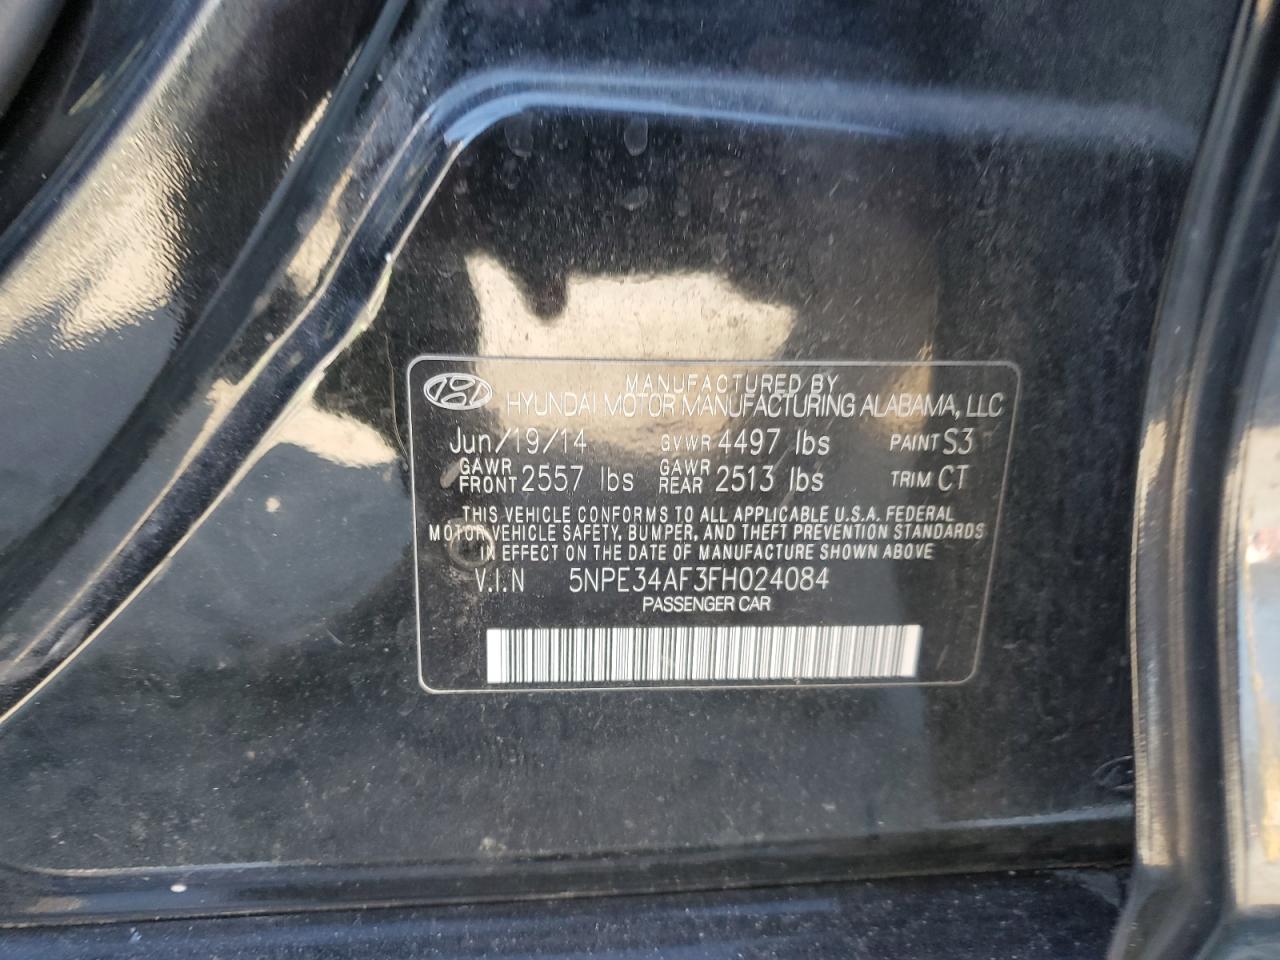 MANUFACTURED BY
HYUNDAI MOTOR MANUFACTURING ALABAMA, LLC
Jun/19/14 GVWR 4497 lbs PAINT S3
GAWR FRONT 2557 lbs GAWR REAR 2513 lbs TRIM CT
THIS VEHICLE CONFORMS TO ALL APPLICABLE U.S.A. FEDERAL
MOTOR VEHICLE SAFETY, BUMPER, AND THEFT PREVENTION STANDARDS
IN EFFECT ON THE DATE OF MANUFACTURE SHOWN ABOVE
V.I.N 5NPE34AF3FH024084
PASSENGER CAR